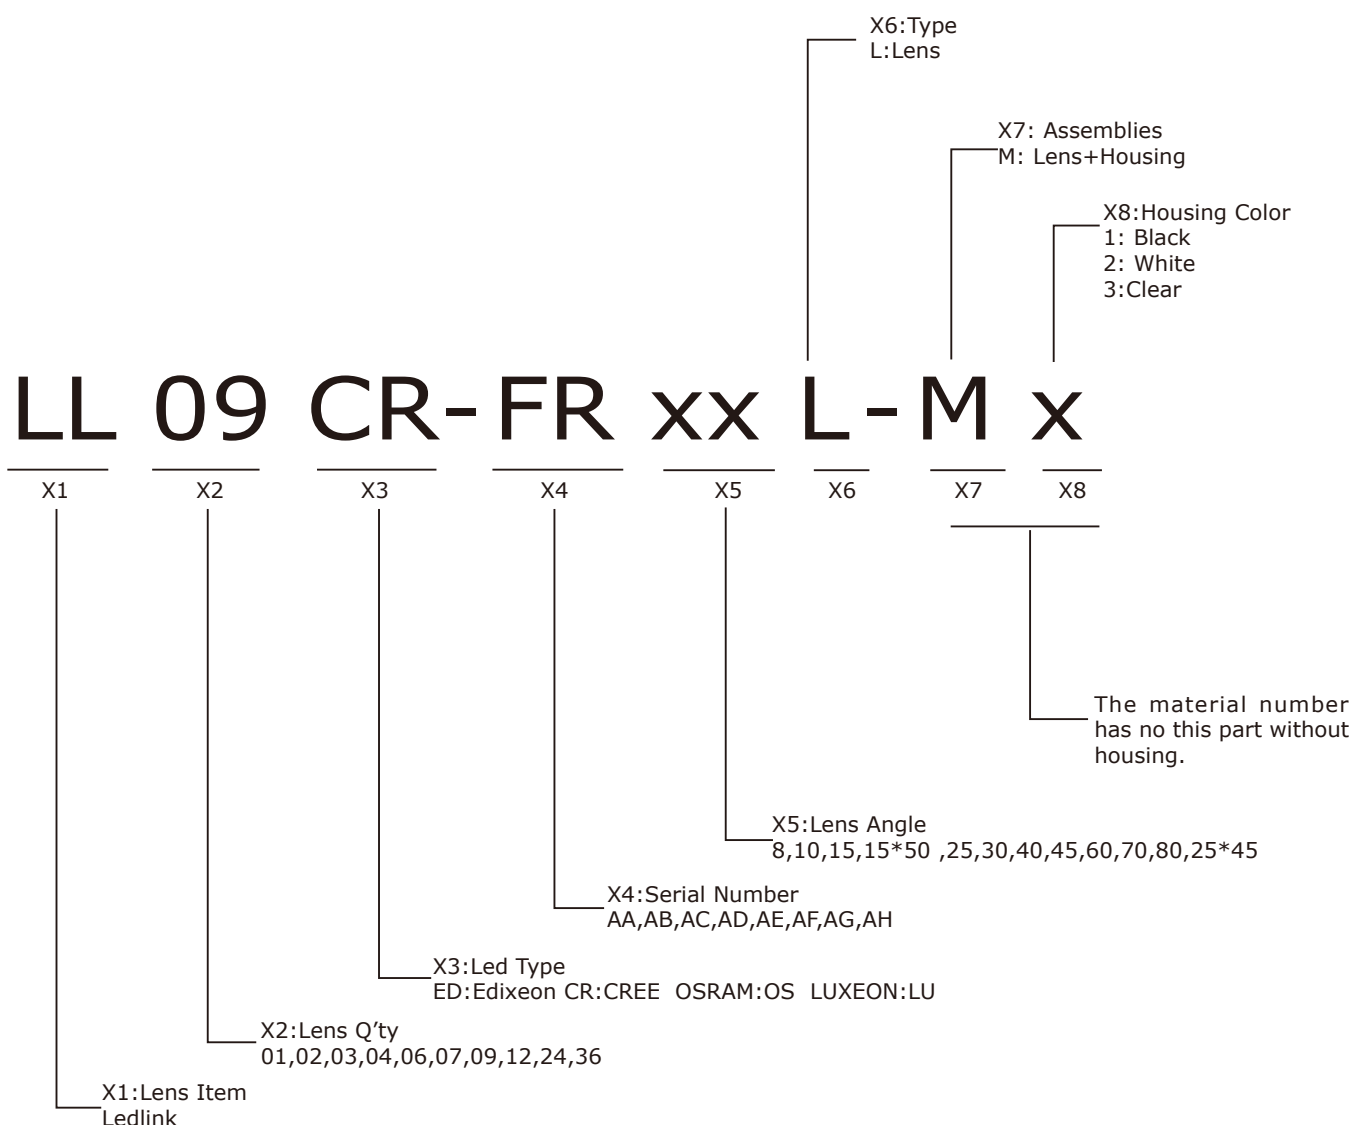 X6:Type
L:Lens
X7: Assemblies
M: Lens+Housing
X8:Housing Color
1: Black
2: White
3:Clear
LL 09 CR-FR xx L-M x
X1 X2 X3 X4 X5 X6 X7 X8
The material number
has no this part without
housing.
X5:Lens Angle
8,10,15,15*50 ,25,30,40,45,60,70,80,25*45
X4:Serial Number
AA,AB,AC,AD,AE,AF,AG,AH
X3:Led Type
ED:Edixeon CR:CREE OSRAM:OS LUXEON:LU
X2:Lens Q’ty
01,02,03,04,06,07,09,12,24,36
X1:Lens Item
Ledlink